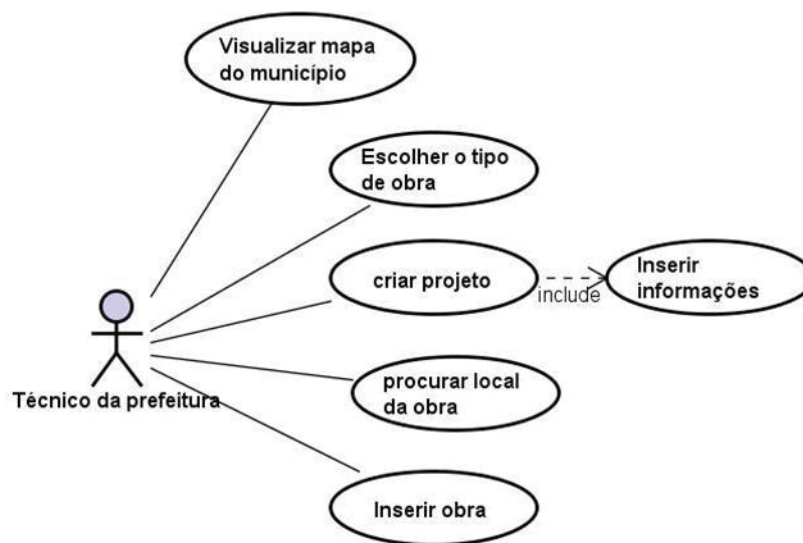 Visualizar mapa
do município
Escolher o tipo
de obra
criar projeto
include
Inserir
informações
Técnico da prefeitura
procurar local
da obra
Inserir obra